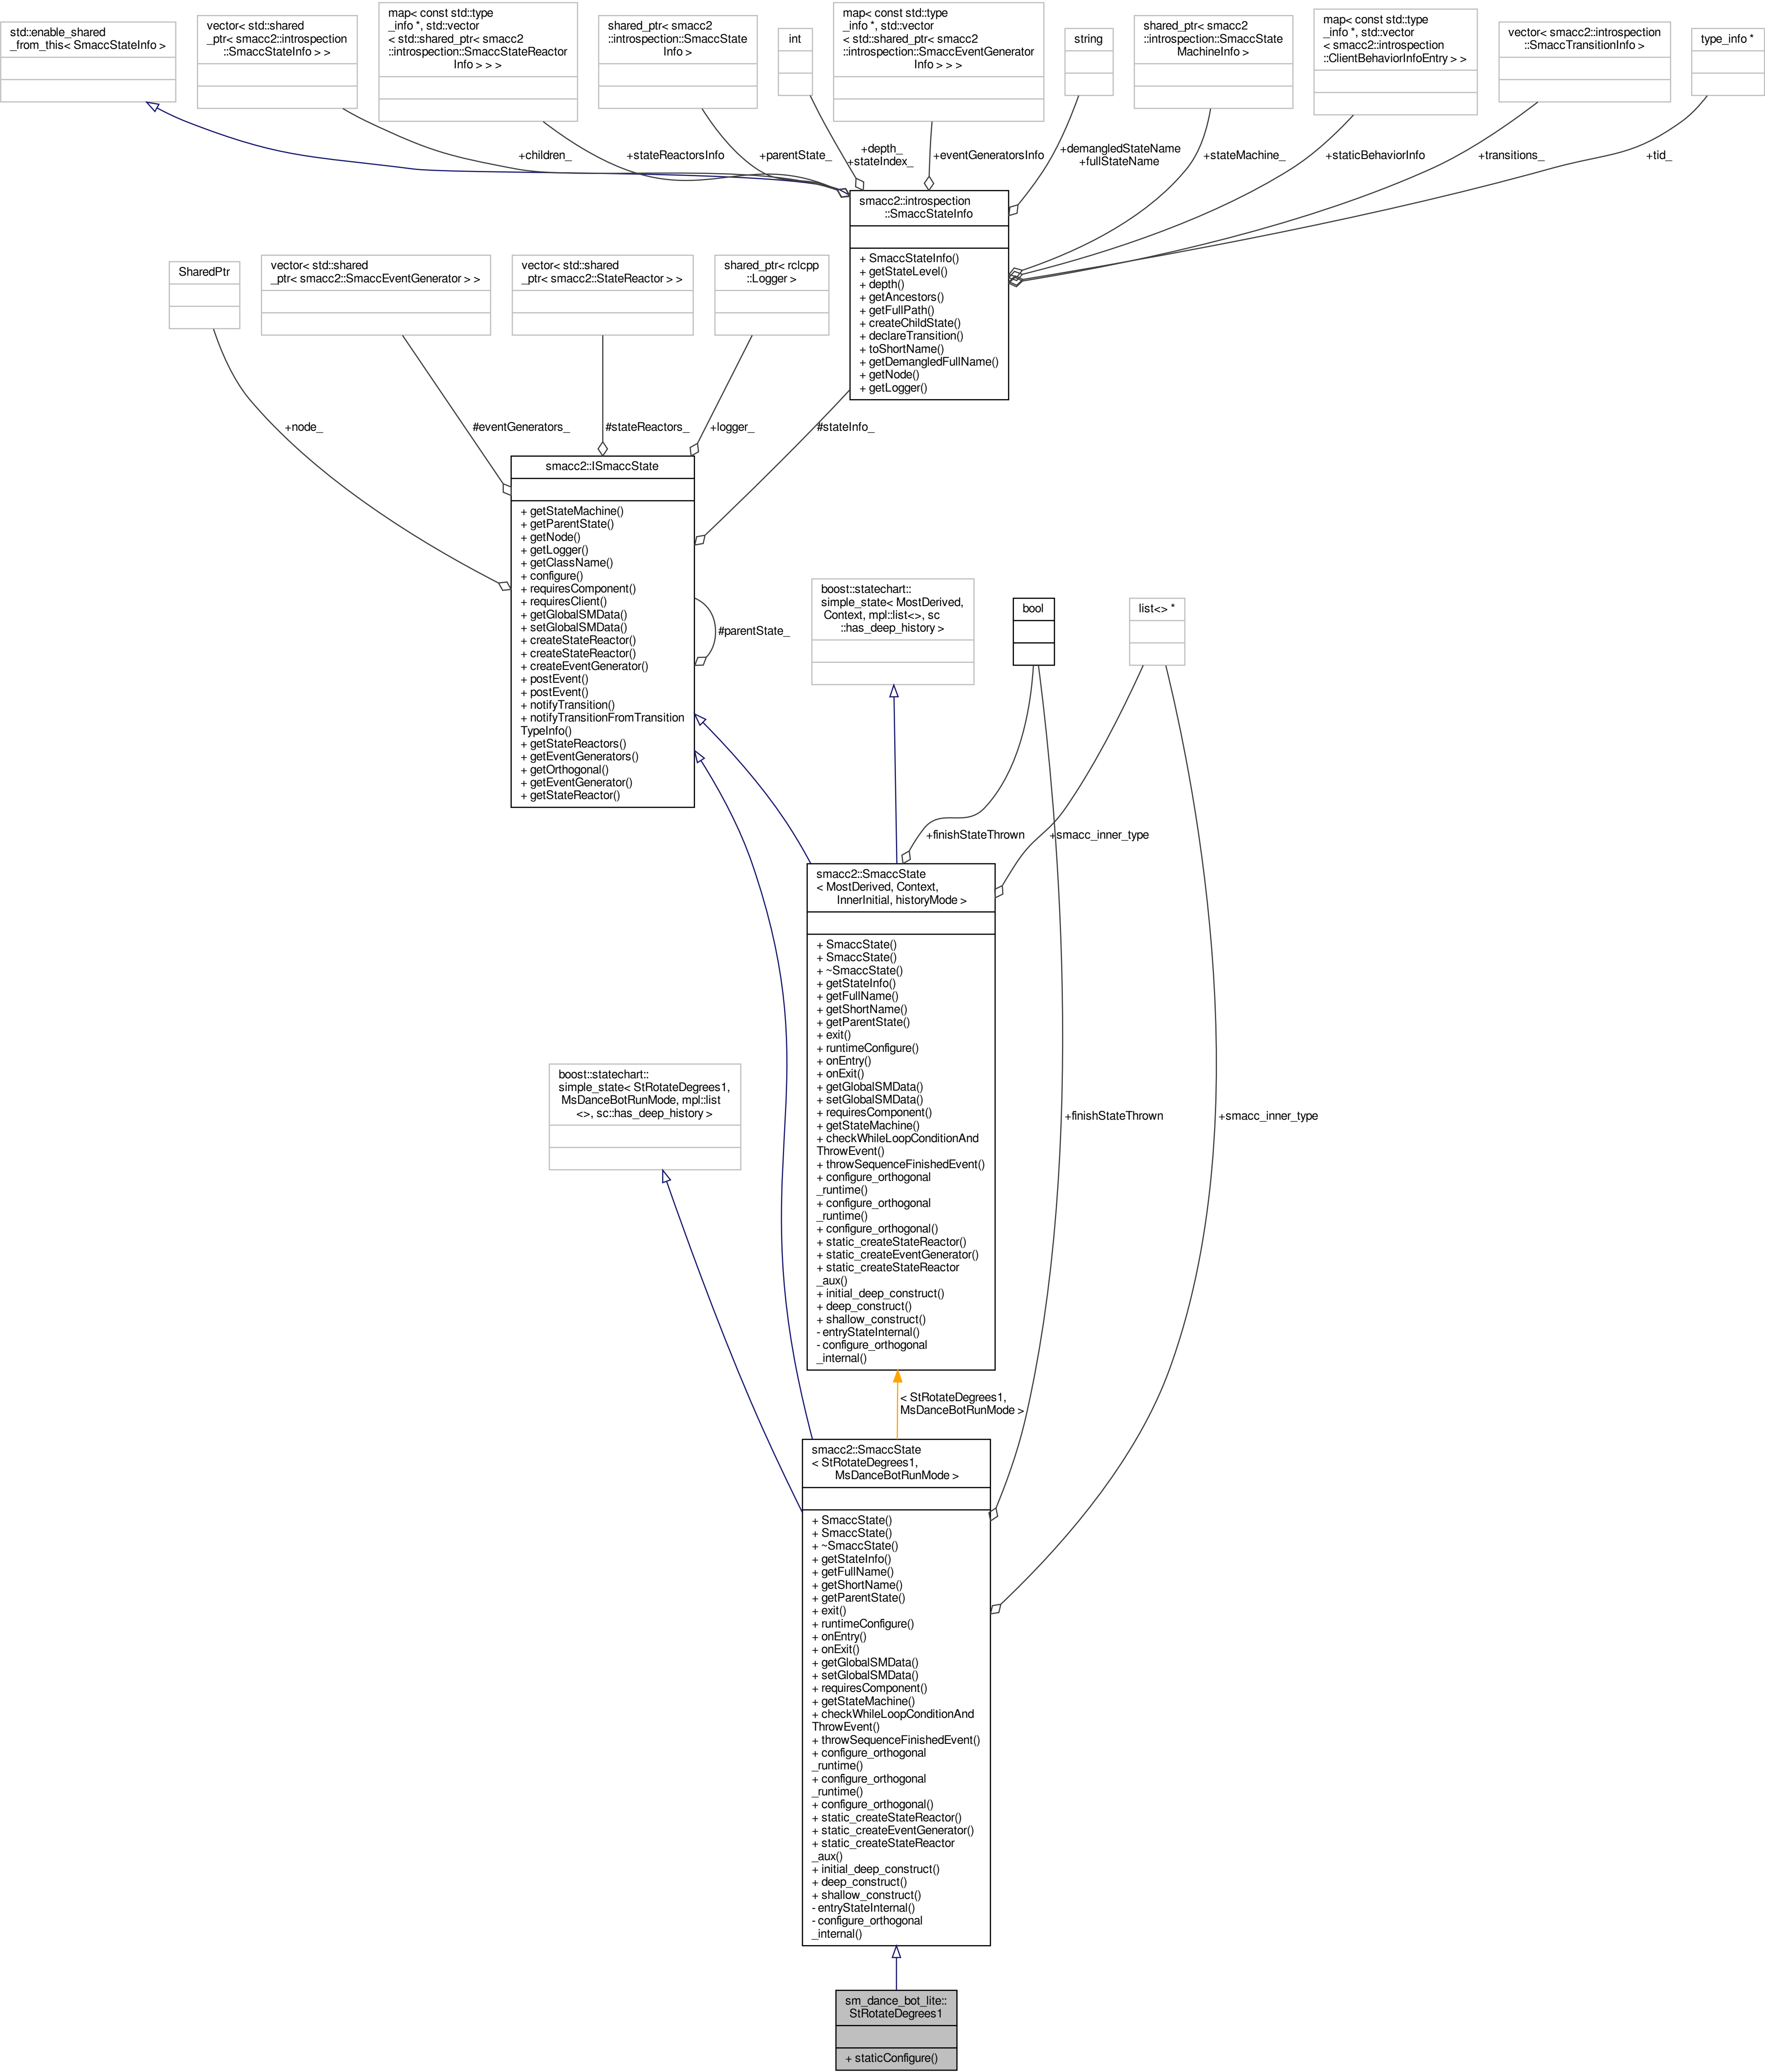 std::enable_shared
_from_this< SmaccStateInfo >
vector< std::shared
_ptr< smacc2::introspection
::SmaccStateInfo > >
map< const std::type
_info *, std::vector
< std::shared_ptr< smacc2
::introspection::SmaccStateReactor
Info > > >
shared_ptr< smacc2
::introspection::SmaccState
Info >
int
map< const std::type
_info *, std::vector
< std::shared_ptr< smacc2
::introspection::SmaccEventGenerator
Info > > >
string
shared_ptr< smacc2
::introspection::SmaccState
MachineInfo >
map< const std::type
_info *, std::vector
< smacc2::introspection
::ClientBehaviorInfoEntry > >
vector< smacc2::introspection
::SmaccTransitionInfo >
type_info *
+children_
+stateReactorsInfo
+parentState_
+depth_
+stateIndex_
+eventGeneratorsInfo
+demangledStateName
+fullStateName
+stateMachine_
+staticBehaviorInfo
+transitions_
+tid_
smacc2::introspection
::SmaccStateInfo
+ SmaccStateInfo()
+ getStateLevel()
+ depth()
+ getAncestors()
+ getFullPath()
+ createChildState()
+ declareTransition()
+ toShortName()
+ getDemangledFullName()
+ getNode()
+ getLogger()
SharedPtr
vector< std::shared
_ptr< smacc2::SmaccEventGenerator > >
vector< std::shared
_ptr< smacc2::StateReactor > >
shared_ptr< rclcpp
::Logger >
+node_
#eventGenerators_
#stateReactors_
+logger_
#stateInfo_
smacc2::ISmaccState
+ getStateMachine()
+ getParentState()
+ getNode()
+ getLogger()
+ getClassName()
+ configure()
+ requiresComponent()
+ requiresClient()
+ getGlobalSMData()
+ setGlobalSMData()
+ createStateReactor()
+ createStateReactor()
+ createEventGenerator()
+ postEvent()
+ postEvent()
+ notifyTransition()
+ notifyTransitionFromTransition
TypeInfo()
+ getStateReactors()
+ getEventGenerators()
+ getOrthogonal()
+ getEventGenerator()
+ getStateReactor()
#parentState_
boost::statechart::
simple_state< MostDerived,
Context, mpl::list<>, sc
::has_deep_history >
bool
list<> *
+finishStateThrown
+smacc_inner_type
smacc2::SmaccState
< MostDerived, Context,
InnerInitial, historyMode >
+ SmaccState()
+ SmaccState()
+ ~SmaccState()
+ getStateInfo()
+ getFullName()
+ getShortName()
+ getParentState()
+ exit()
+ runtimeConfigure()
+ onEntry()
+ onExit()
+ getGlobalSMData()
+ setGlobalSMData()
+ requiresComponent()
+ getStateMachine()
+ checkWhileLoopConditionAnd
ThrowEvent()
+ throwSequenceFinishedEvent()
+ configure_orthogonal
_runtime()
+ configure_orthogonal
_runtime()
+ configure_orthogonal()
+ static_createStateReactor()
+ static_createEventGenerator()
+ static_createStateReactor
_aux()
+ initial_deep_construct()
+ deep_construct()
+ shallow_construct()
- entryStateInternal()
- configure_orthogonal
_internal()
boost::statechart::
simple_state< StRotateDegrees1,
MsDanceBotRunMode, mpl::list
<>, sc::has_deep_history >
+finishStateThrown
+smacc_inner_type
< StRotateDegrees1,
MsDanceBotRunMode >
smacc2::SmaccState
< StRotateDegrees1,
MsDanceBotRunMode >
+ SmaccState()
+ SmaccState()
+ ~SmaccState()
+ getStateInfo()
+ getFullName()
+ getShortName()
+ getParentState()
+ exit()
+ runtimeConfigure()
+ onEntry()
+ onExit()
+ getGlobalSMData()
+ setGlobalSMData()
+ requiresComponent()
+ getStateMachine()
+ checkWhileLoopConditionAnd
ThrowEvent()
+ throwSequenceFinishedEvent()
+ configure_orthogonal
_runtime()
+ configure_orthogonal
_runtime()
+ configure_orthogonal()
+ static_createStateReactor()
+ static_createEventGenerator()
+ static_createStateReactor
_aux()
+ initial_deep_construct()
+ deep_construct()
+ shallow_construct()
- entryStateInternal()
- configure_orthogonal
_internal()
sm_dance_bot_lite::
StRotateDegrees1
+ staticConfigure()